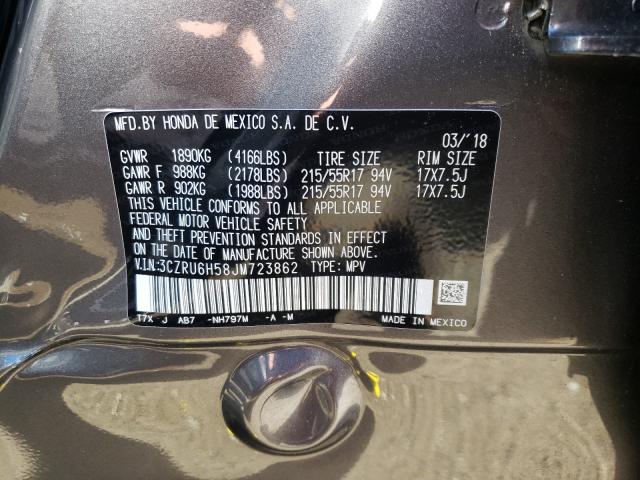 MFD.BY HONDA DE MEXICO S.A. DE C.V.
03/'18
GVWR 1890KG (4166LBS) TIRE SIZE RIM SIZE
GAWR F 988KG (2178LBS) 215/55R17 94V 17X7.5J
GAWR R 902KG (1988LBS) 215/55R17 94V 17X7.5J
THIS VEHICLE CONFORMS TO ALL APPLICABLE
FEDERAL MOTOR VEHICLE SAFETY
AND THEFT PREVENTION STANDARDS IN EFFECT
ON THE DATE OF MANUFACTURE SHOWN ABOVE.
V.I.N:3CZRU6H58JM723862 TYPE: MPV
T7X J AB7 -NH797M -A -M
MADE IN MEXICO